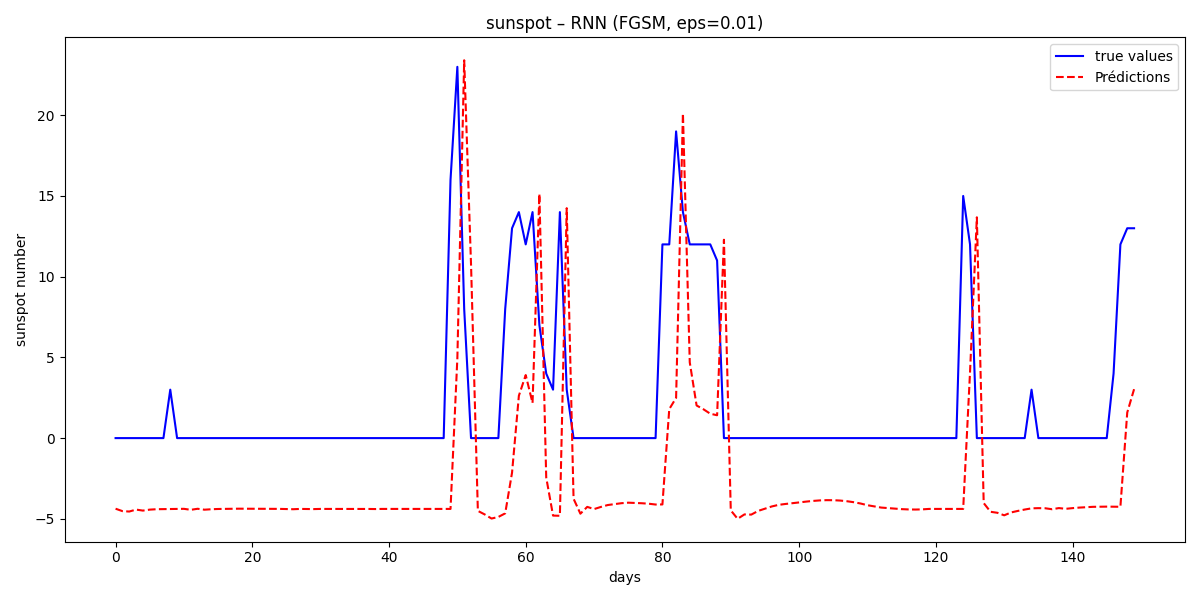 sunspot – RNN (FGSM, eps=0.01)
true values
Prédictions
sunspot number
20
15
10
5
0
−5
0 20 40 60 80 100 120 140
days